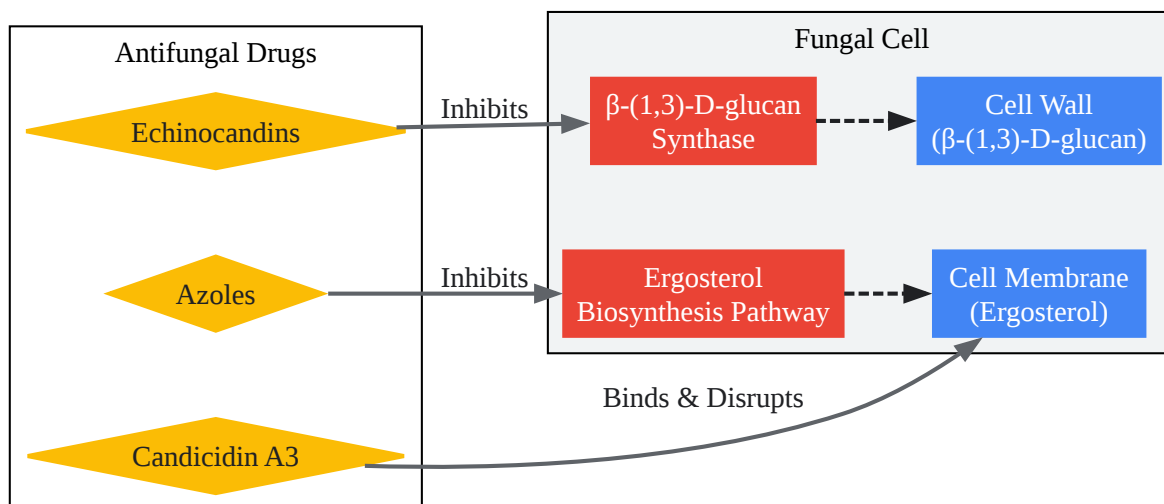 Antifungal Drugs
Fungal Cell
Echinocandins
Inhibits
β-(1,3)-D-glucan
Synthase
Cell Wall
(β-(1,3)-D-glucan)
Azoles
Inhibits
Ergosterol
Biosynthesis Pathway
Cell Membrane
(Ergosterol)
Binds & Disrupts
Candicidin A3